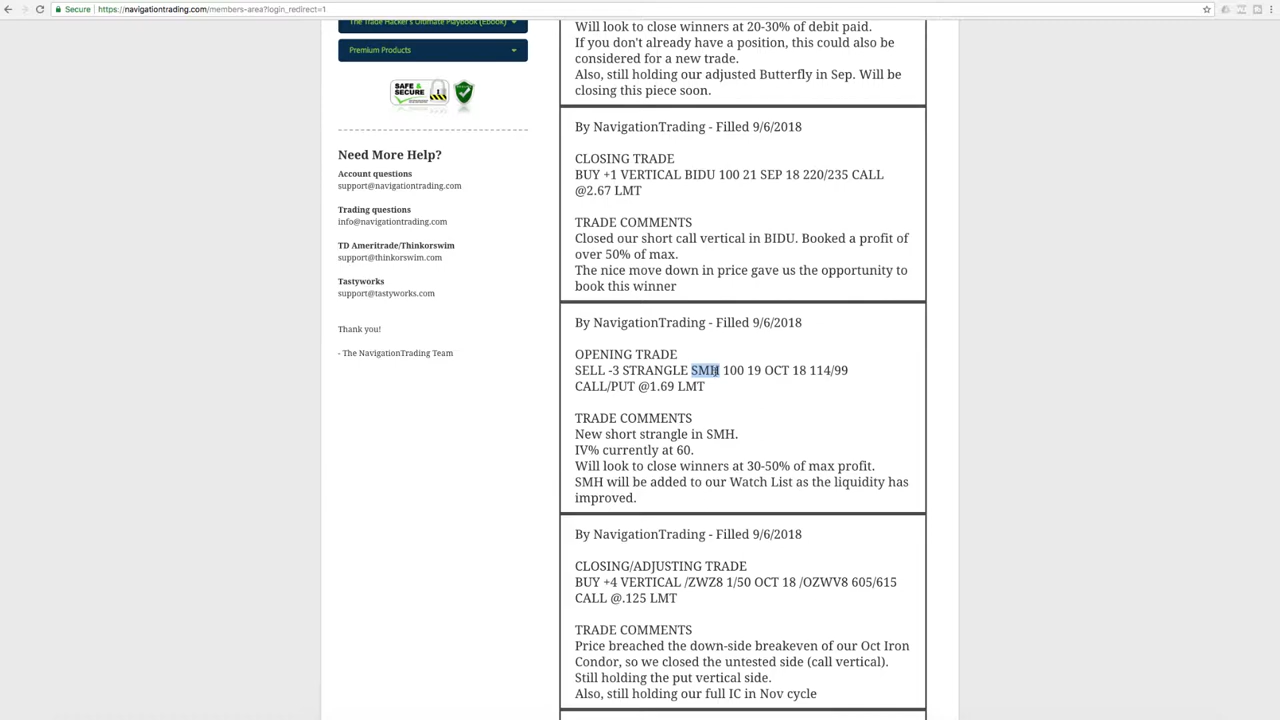 Secure
https://navigationtrading.com/members-area?login_redirect=1
The Trade Hacker's Ultimate Playbook (Ebook)
Premium Products
SAFE &
SECURE
Need More Help?
Account questions
support@navigationtrading.com
Trading questions
info@navigationtrading.com
TD Ameritrade/Thinkorswim
support@thinkorswim.com
Tastyworks
support@tastyworks.com
Thank you!
- The NavigationTrading Team
Will look to close winners at 20-30% of debit paid.
If you don't already have a position, this could also be
considered for a new trade.
Also, still holding our adjusted Butterfly in Sep. Will be
closing this piece soon.
By NavigationTrading - Filled 9/6/2018
CLOSING TRADE
BUY +1 VERTICAL BIDU 100 21 SEP 18 220/235 CALL
@2.67 LMT
TRADE COMMENTS
Closed our short call vertical in BIDU. Booked a profit of
over 50% of max.
The nice move down in price gave us the opportunity to
book this winner
By NavigationTrading - Filled 9/6/2018
OPENING TRADE
SELL -3 STRANGLE SMH 100 19 OCT 18 114/99
CALL/PUT @1.69 LMT
TRADE COMMENTS
New short strangle in SMH.
IV% currently at 60.
Will look to close winners at 30-50% of max profit.
SMH will be added to our Watch List as the liquidity has
improved.
By NavigationTrading - Filled 9/6/2018
CLOSING/ADJUSTING TRADE
BUY +4 VERTICAL /ZWZ8 1/50 OCT 18 /OZWV8 605/615
CALL @.125 LMT
TRADE COMMENTS
Price breached the down-side breakeven of our Oct Iron
Condor, so we closed the untested side (call vertical).
Still holding the put vertical side.
Also, still holding our full IC in Nov cycle